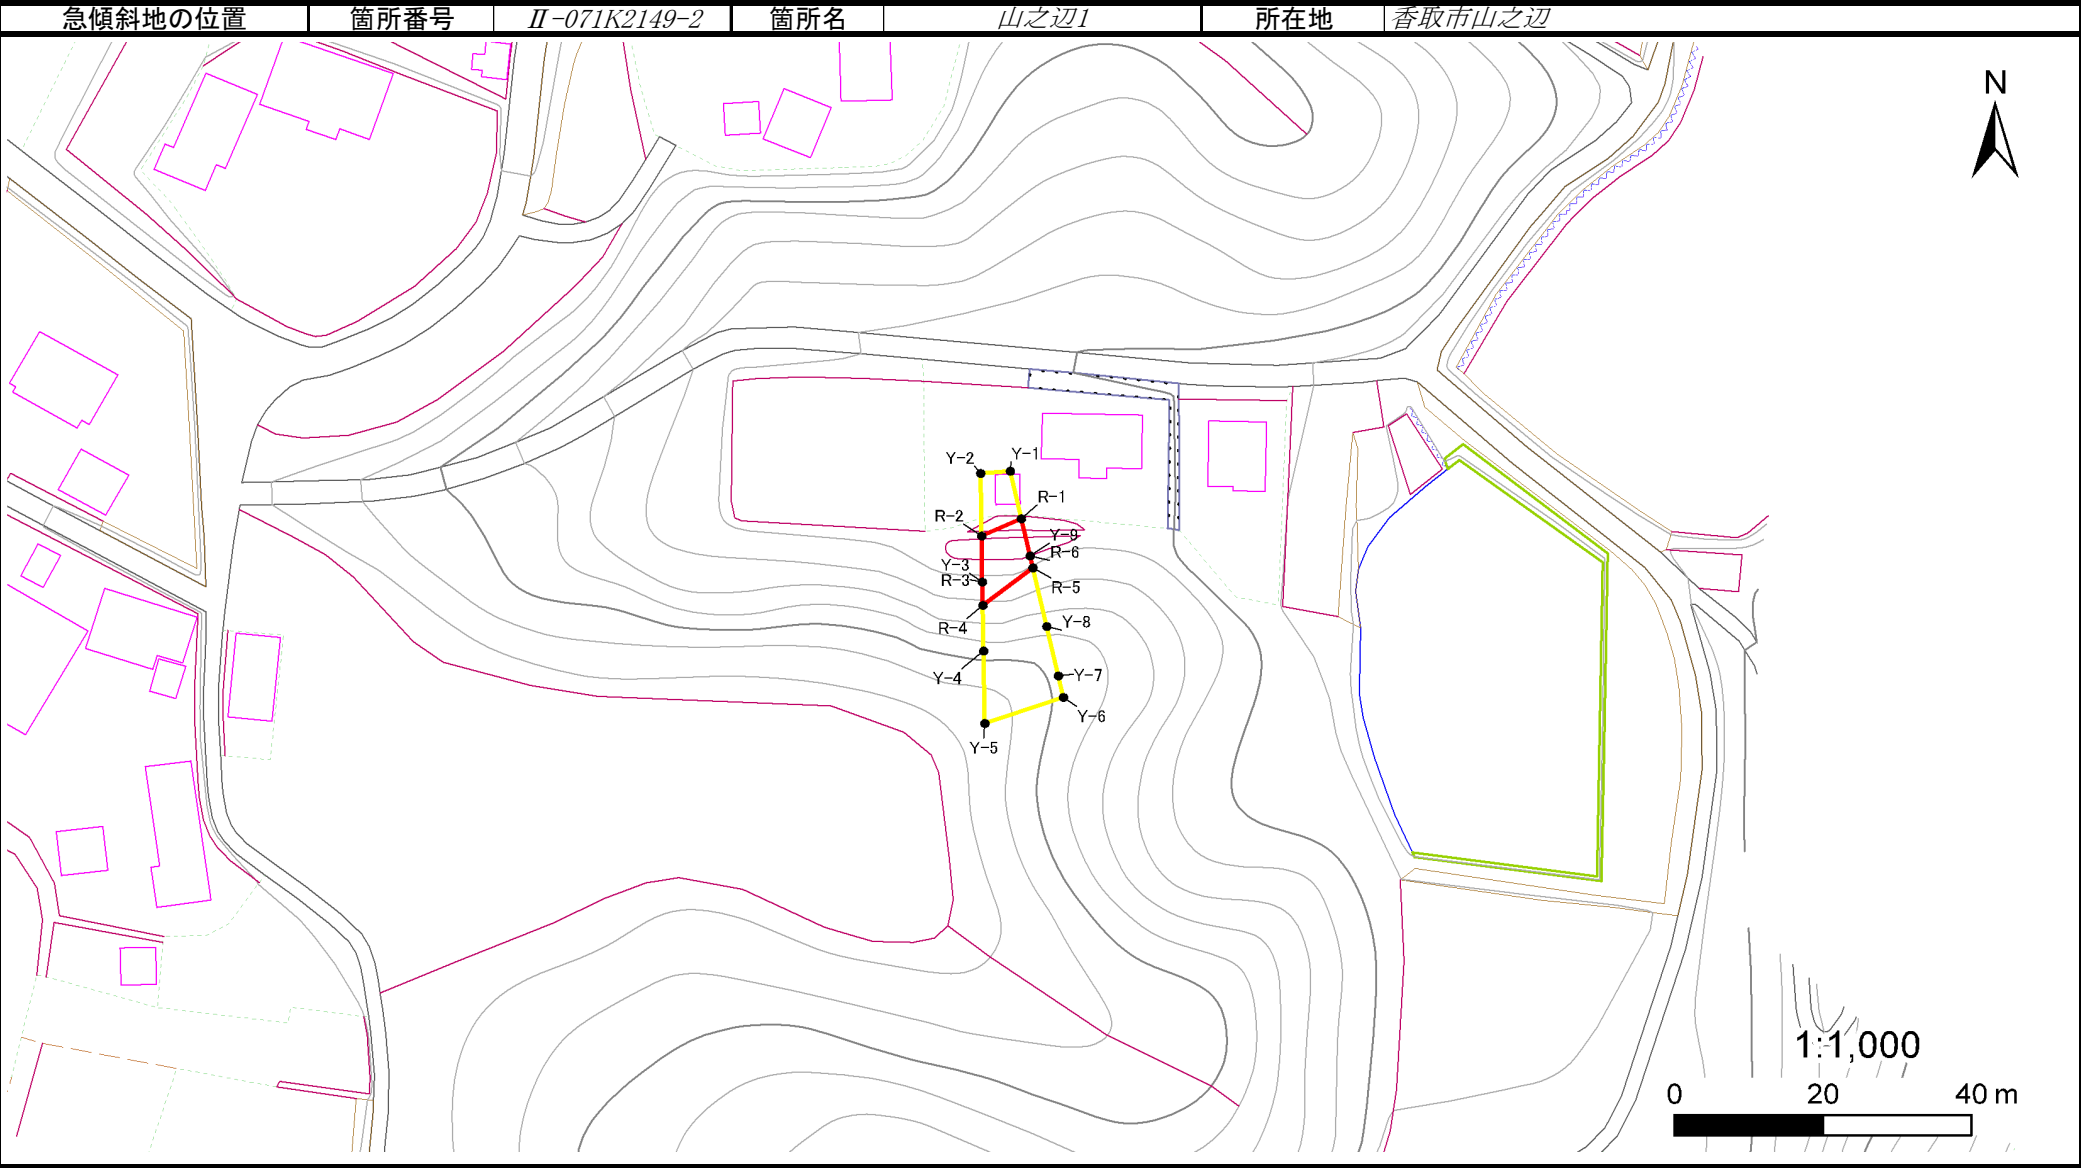 急傾斜地の位置 箇所番号 Ⅱ-071K2149-2 箇所名 山之辺1 所在地 香取市山之辺
N
Y-2 Y-1
R-1
R-2
Y-9
R-6
Y-3
R-3
R-5
R-4
Y-8
Y-4
Y-7
Y-6
Y-5
1:1,000
0 20 40 m